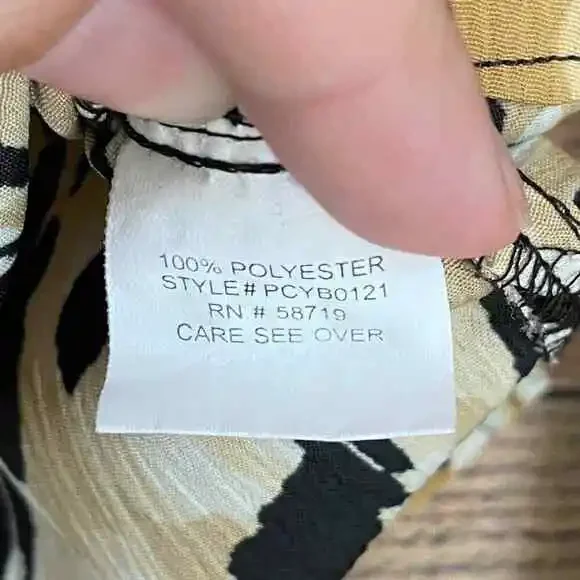 100% POLYESTER
STYLE# PCYB0121
RN # 58719
CARE SEE OVER